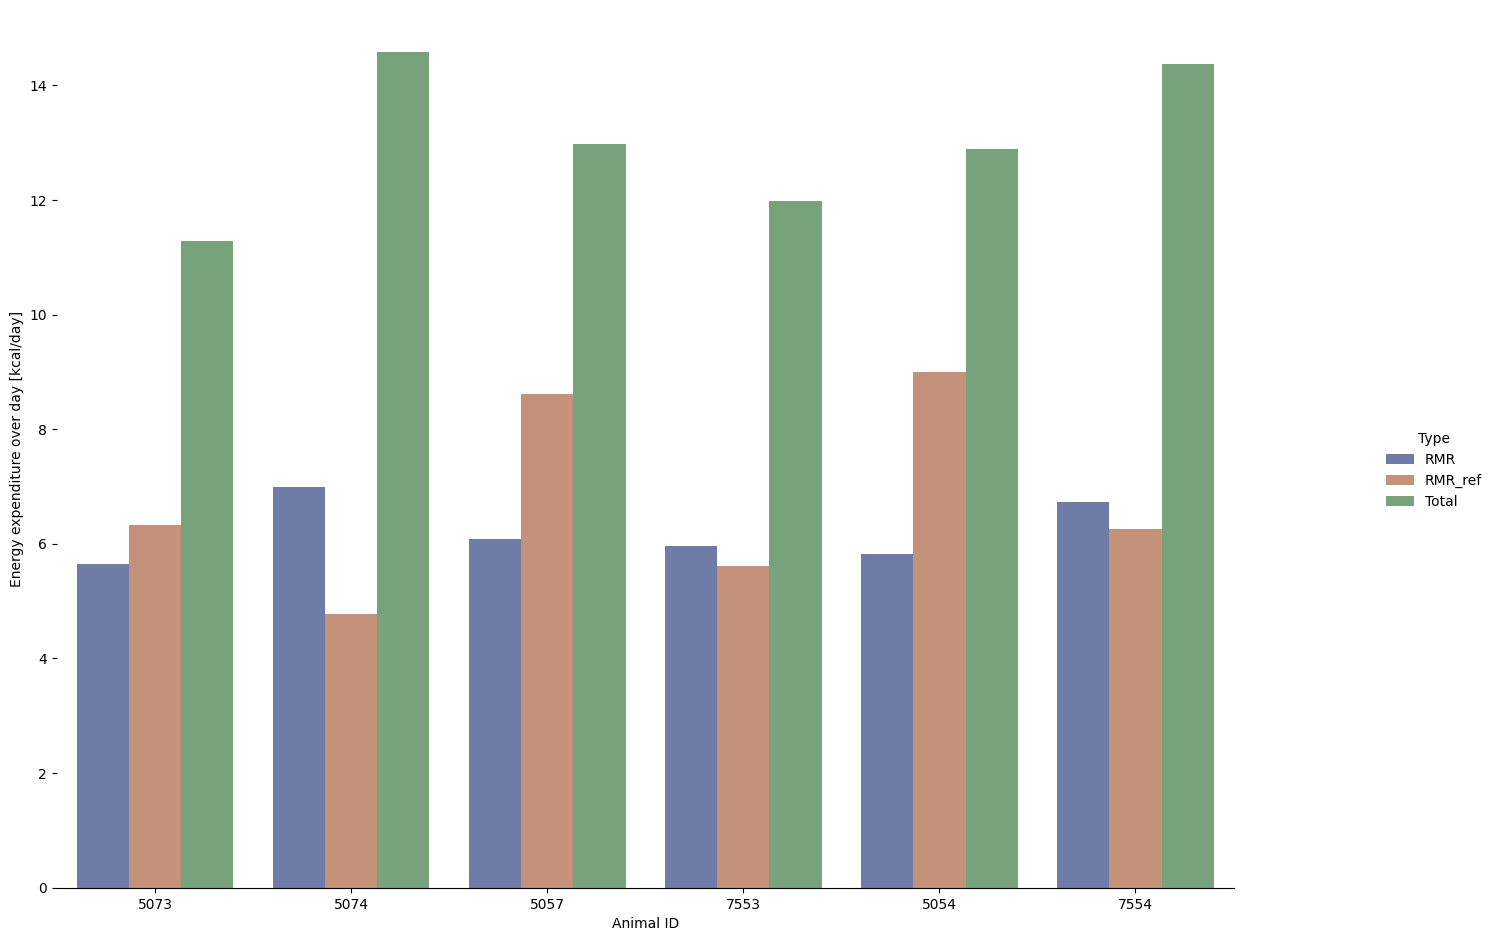 14
12
10
8
6
4
2
0
Energy expenditure over day [kcal/day]
5073 5074 5057 7553 5054 7554
Animal ID
Type
RMR
RMR_ref
Total